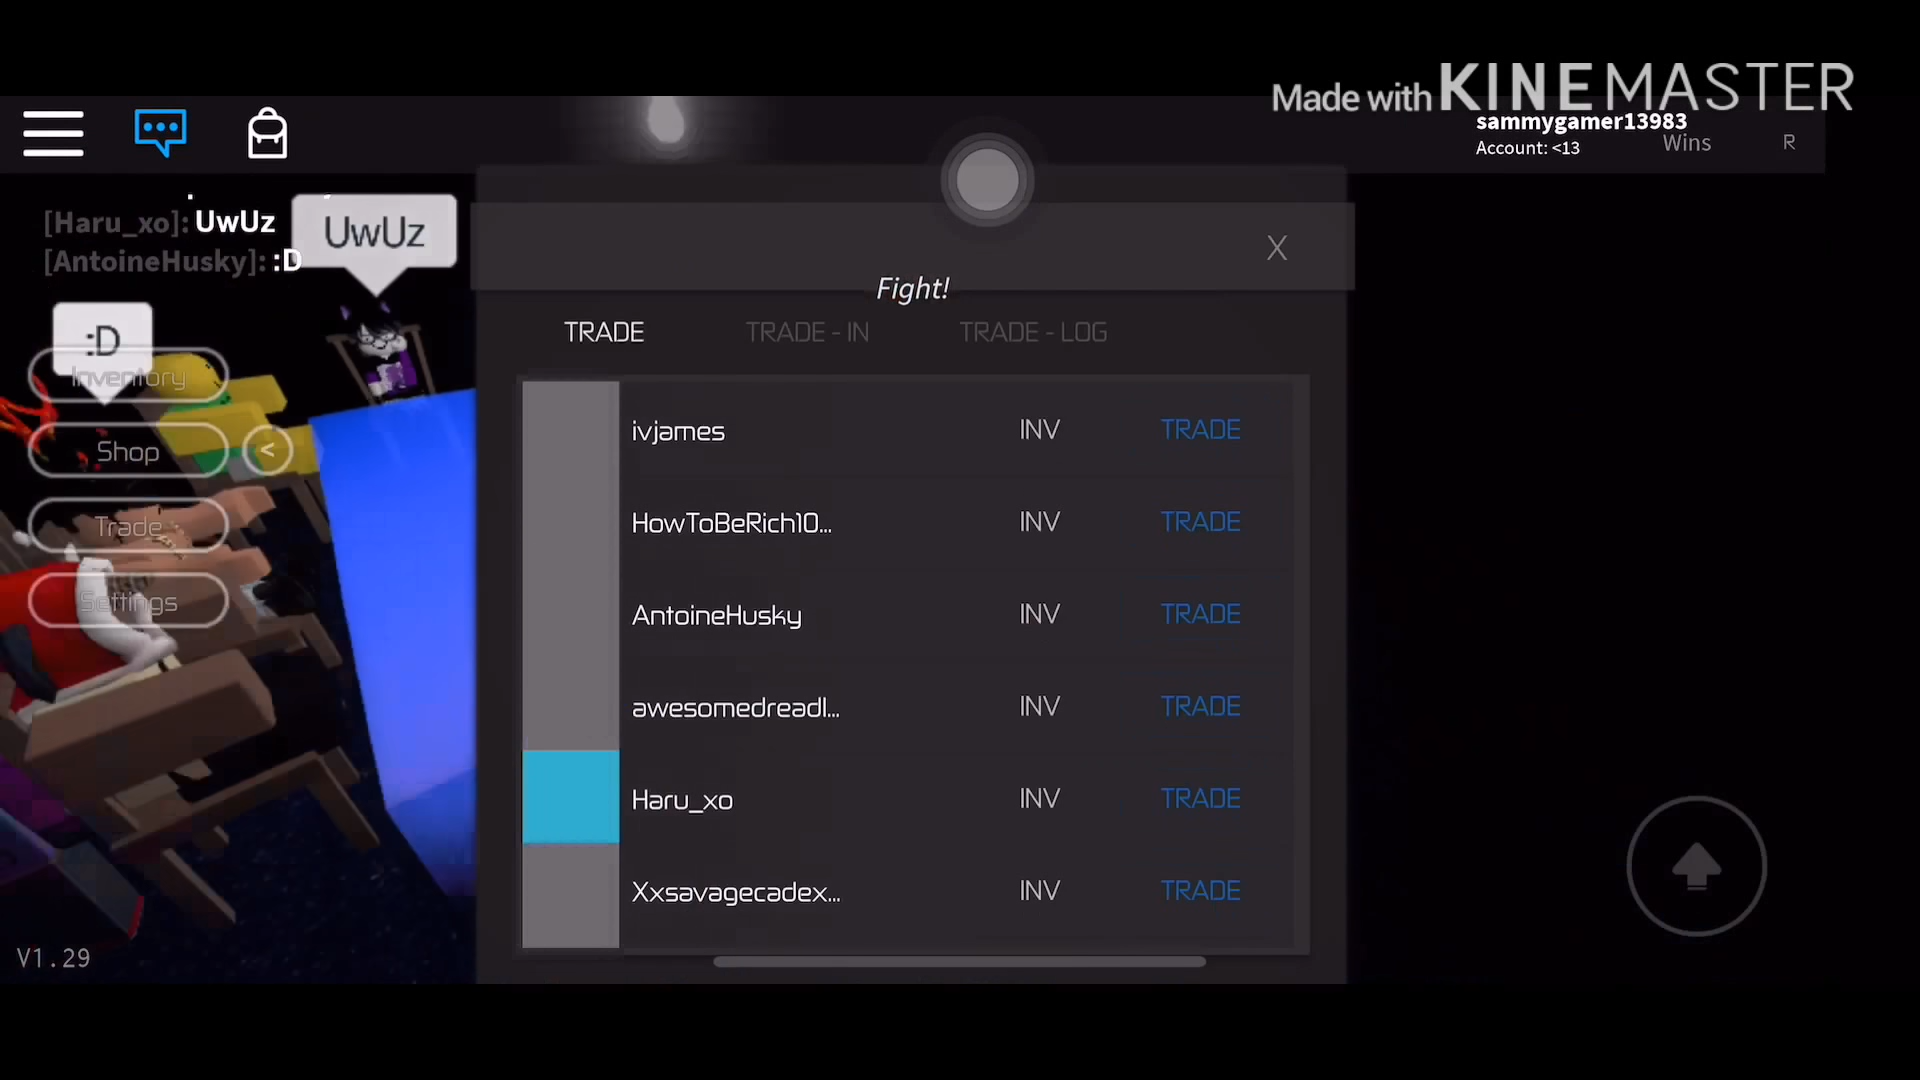 Made with KINEMASTER
sammygamer13983
Account: <13
Wins
R
[Haru_xo]: UwUz
[AntoineHusky]: :D
UwUz
:D
X
Fight!
TRADE
TRADE - IN
TRADE - LOG
Inventory
Shop
<
Trade
Settings
ivjames INV TRADE
HowToBeRich10... INV TRADE
AntoineHusky INV TRADE
awesomedreadl... INV TRADE
Haru_xo INV TRADE
Xxsavagecadex... INV TRADE
V1.29